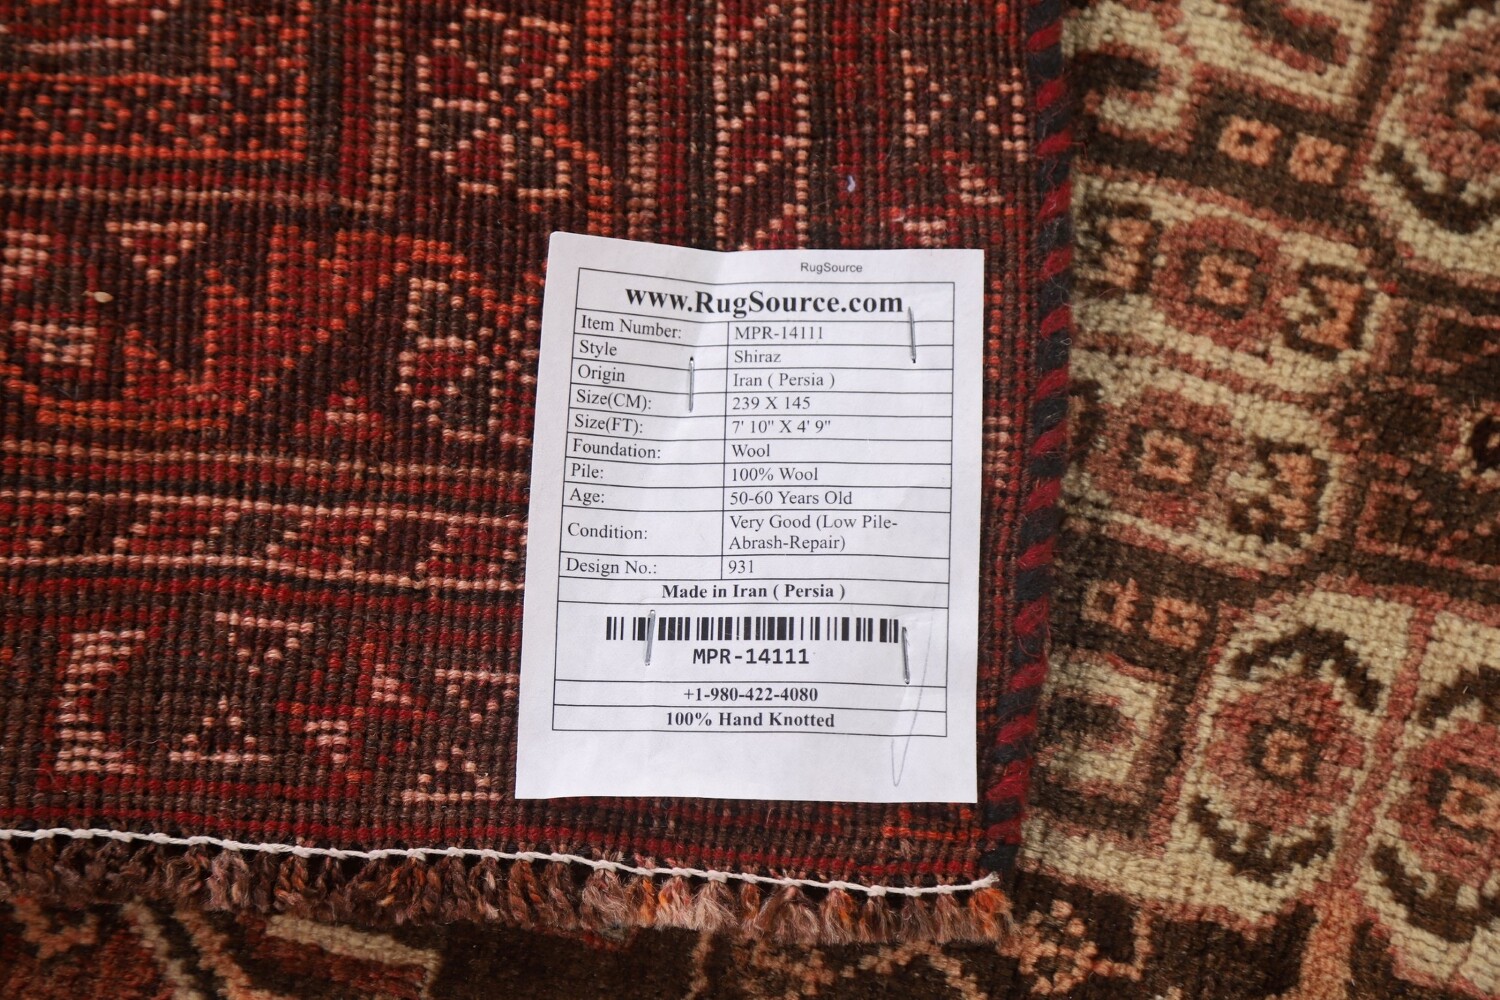 RugSource
www.RugSource.com
Item Number: MPR-14111
Style Shiraz
Origin Iran ( Persia )
Size(CM): 239 X 145
Size(FT): 7' 10" X 4' 9"
Foundation: Wool
Pile: 100% Wool
Age: 50-60 Years Old
Condition: Very Good (Low Pile-
Abrash-Repair)
Design No.: 931
Made in Iran ( Persia )
MPR-14111
+1-980-422-4080
100% Hand Knotted